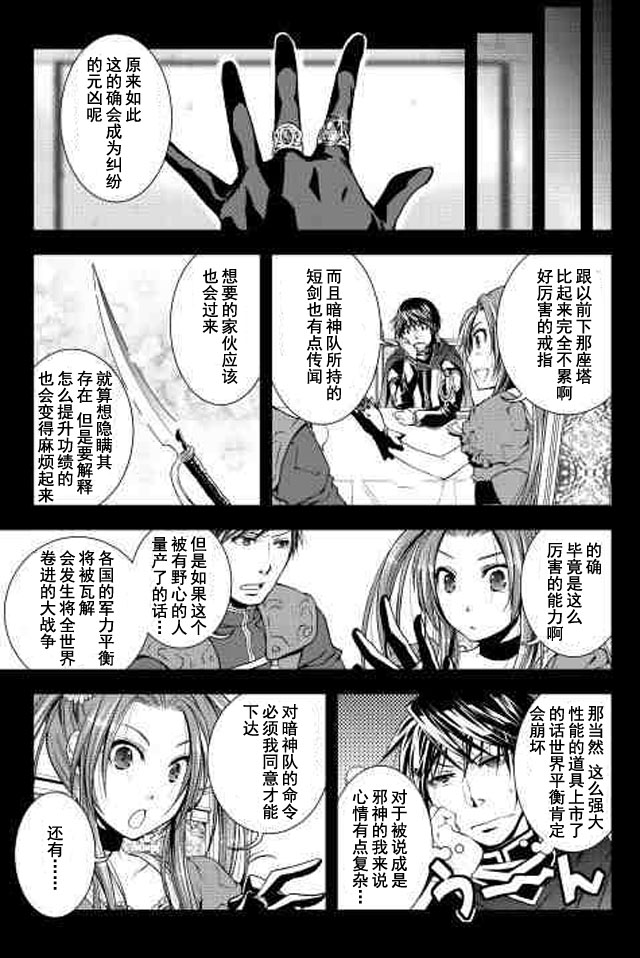 原来如此
这的确会成为纠纷
的元凶呢
跟以前下那座塔
比起来完全不累啊
好厉害的戒指
而且暗神队所持的
短剑也有点传闻
想要的家伙应该
也会过来
就算想隐瞒其
存在 但是要解释
怎么提升功绩的
也会变得麻烦起来
的确
毕竟是这么
厉害的能力啊
但是如果这个
被有野心的人
量产了的话…
各国的军力平衡
将被瓦解
会发生将全世界
卷进的大战争
那当然 这么强大
性能的道具上市了
的话世界平衡肯定
会崩坏
对于被说成是
邪神的我来说
心情有点复杂…
う～ん
对暗神队的命令
必须我同意才能
下达
还有……